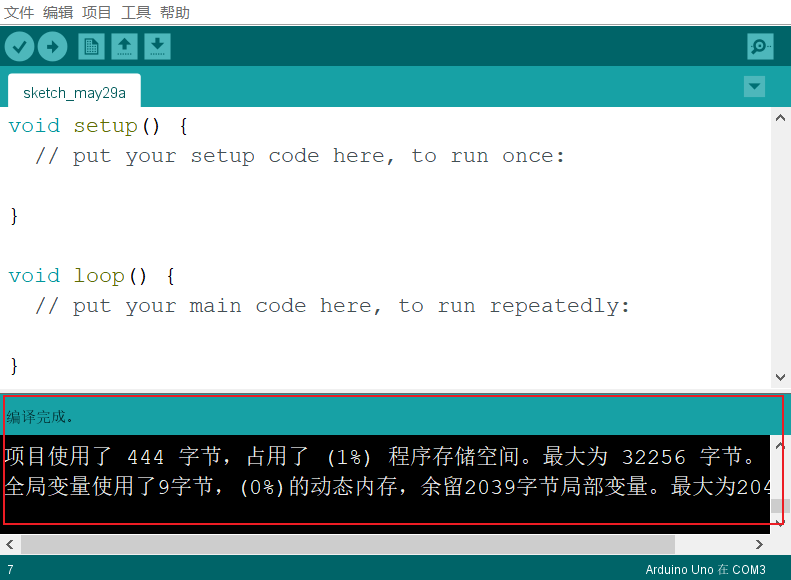 文件 编辑 项目 工具 帮助
sketch_may29a
void setup() {
// put your setup code here, to run once:
}
void loop() {
// put your main code here, to run repeatedly:
}
编译完成。
项目使用了 444 字节，占用了 (1%) 程序存储空间。最大为 32256 字节。
全局变量使用了9字节，(0%)的动态内存，余留2039字节局部变量。最大为204
7
Arduino Uno 在 COM3